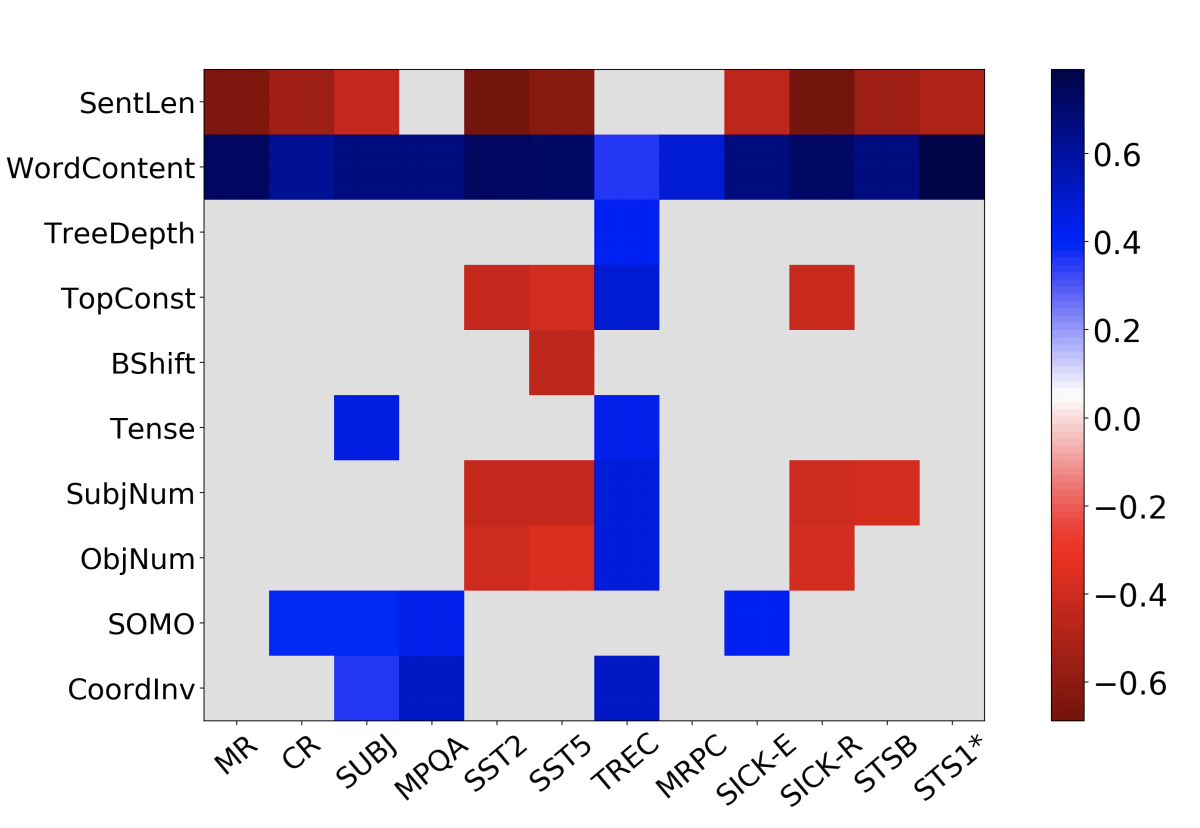 SentLen
WordContent
TreeDepth
TopConst
BShift
Tense
SubjNum
ObjNum
SOMO
CoordInv
MR
CR
SUBJ
MPQA
SST2
SST5
TREC
MRPC
SICK-E
SICK-R
STSB
STS1*
0.6
0.4
0.2
0.0
−0.2
−0.4
−0.6